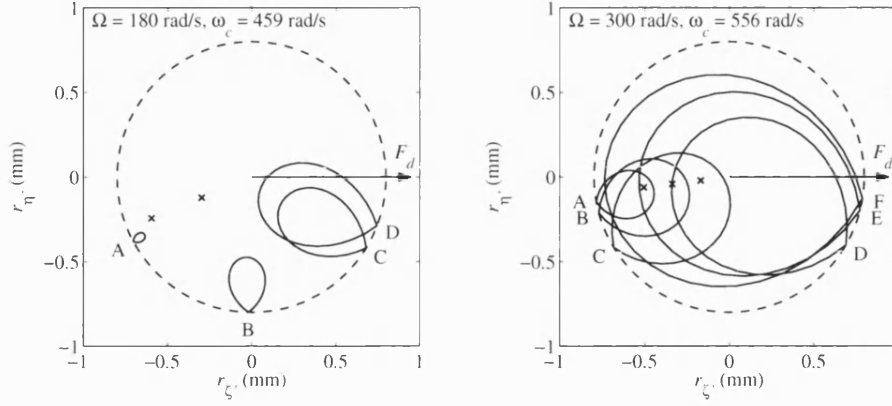 Ω = 180 rad/s, ω_c = 459 rad/s
1
0.5
0
−0.5
−1
−1
−0.5
0
0.5
1
r_η' (mm)
r_ζ' (mm)
F_d
A
B
C
D
Ω = 300 rad/s, ω_c = 556 rad/s
1
0.5
0
−0.5
−1
−1
−0.5
0
0.5
r_η' (mm)
r_ζ' (mm)
F_d
A
B
C
D
E
F